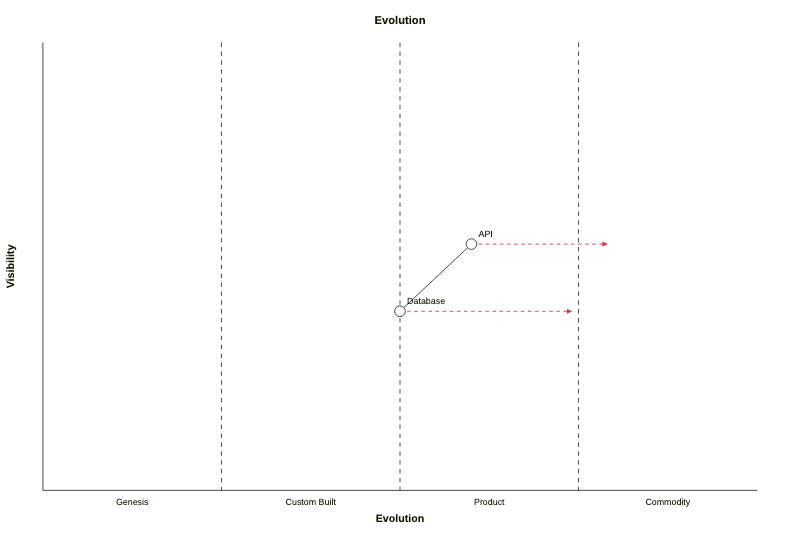 Evolution
Visibility
API
Database
Genesis
Custom Built
Product
Commodity
Evolution